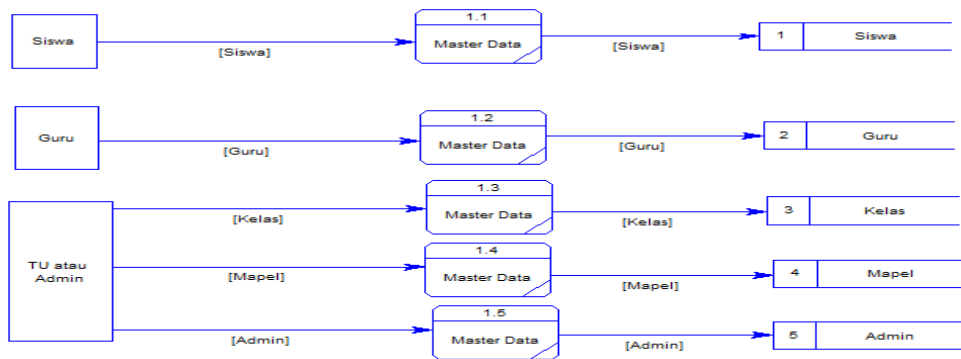 Siswa
[Siswa]
1.1
Master Data
[Siswa]
1
Siswa
Guru
[Guru]
1.2
Master Data
[Guru]
2
Guru
TU atau
Admin
[Kelas]
1.3
Master Data
[Kelas]
3
Kelas
[Mapel]
1.4
Master Data
[Mapel]
4
Mapel
[Admin]
1.5
Master Data
[Admin]
5
Admin